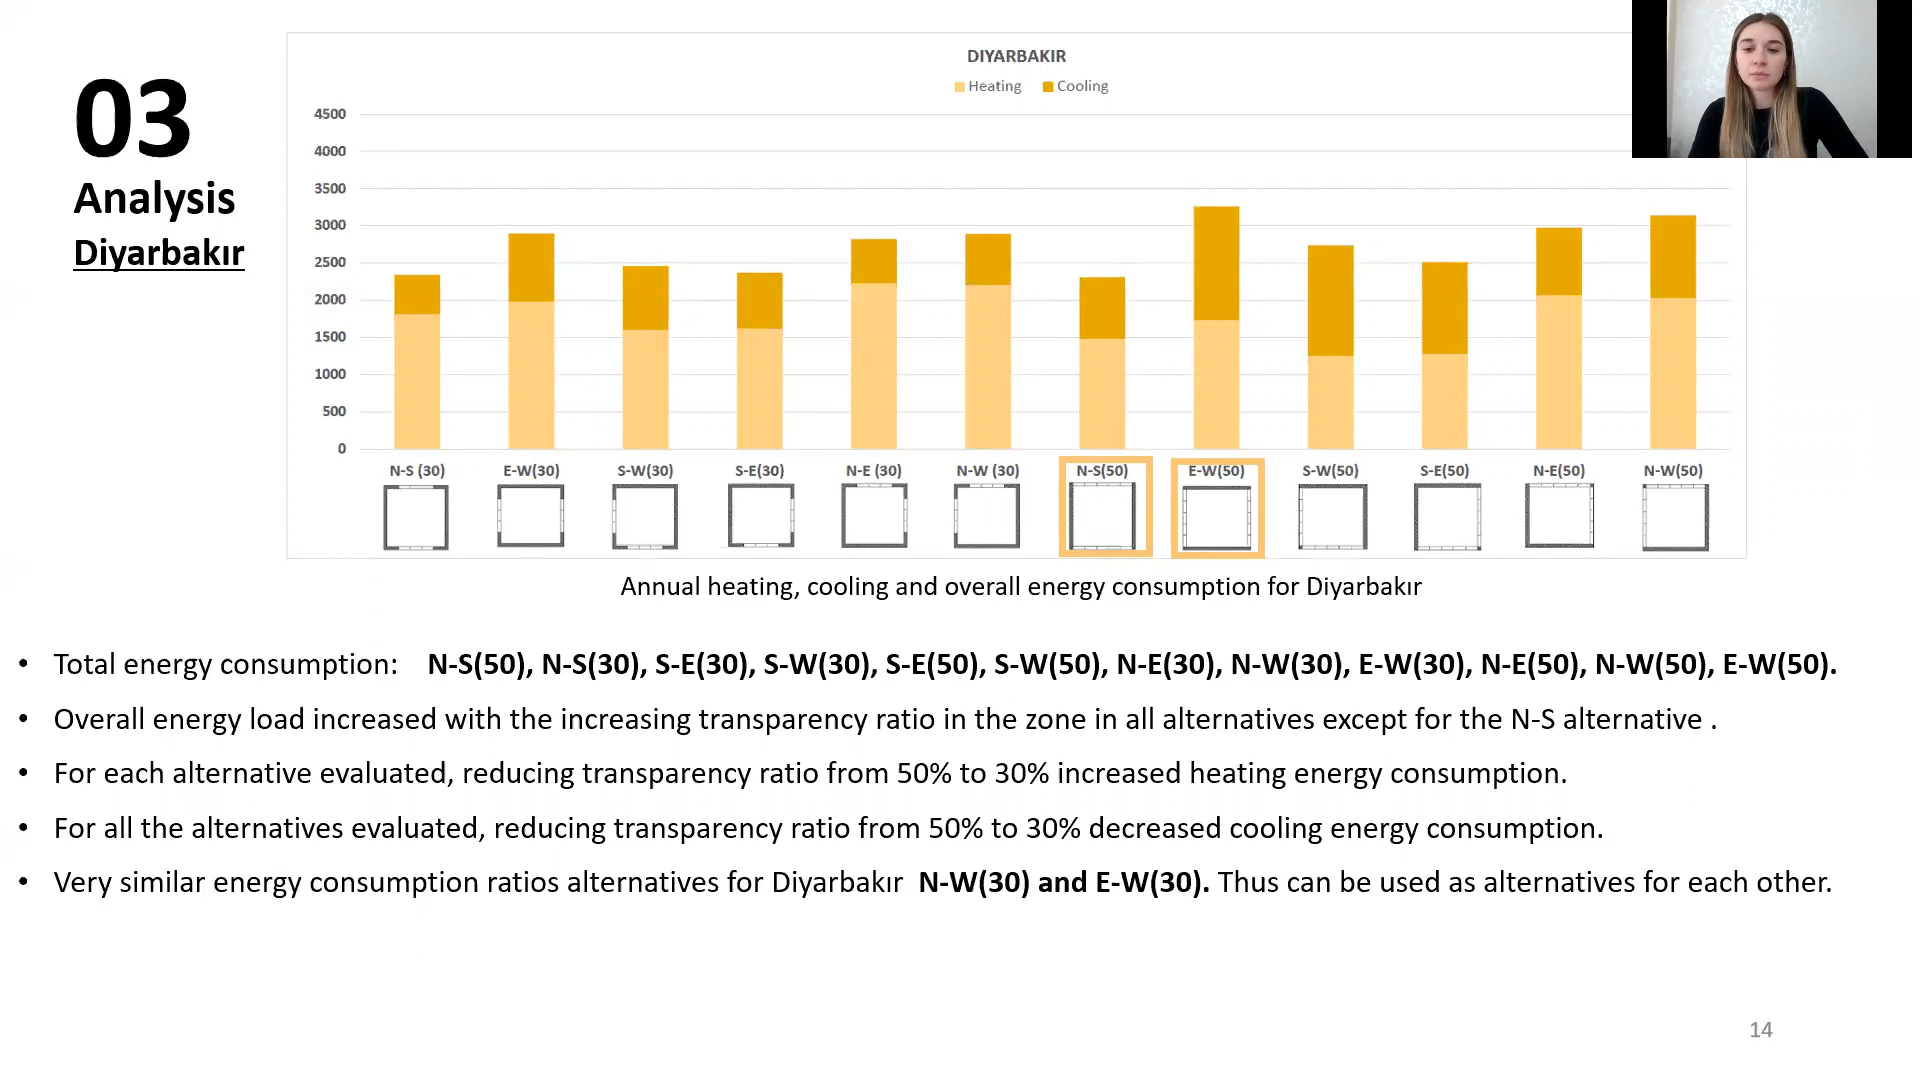 03
Analysis
Diyarbakır
DIYARBAKIR
Heating Cooling
4500
4000
3500
3000
2500
2000
1500
1000
500
0
N-S (30) E-W(30) S-W(30) S-E(30) N-E (30) N-W (30) N-S(50) E-W(50) S-W(50) S-E(50) N-E(50) N-W(50)
Annual heating, cooling and overall energy consumption for Diyarbakır
• Total energy consumption: N-S(50), N-S(30), S-E(30), S-W(30), S-E(50), S-W(50), N-E(30), N-W(30), E-W(30), N-E(50), N-W(50), E-W(50).
• Overall energy load increased with the increasing transparency ratio in the zone in all alternatives except for the N-S alternative .
• For each alternative evaluated, reducing transparency ratio from 50% to 30% increased heating energy consumption.
• For all the alternatives evaluated, reducing transparency ratio from 50% to 30% decreased cooling energy consumption.
• Very similar energy consumption ratios alternatives for Diyarbakır N-W(30) and E-W(30). Thus can be used as alternatives for each other.
14